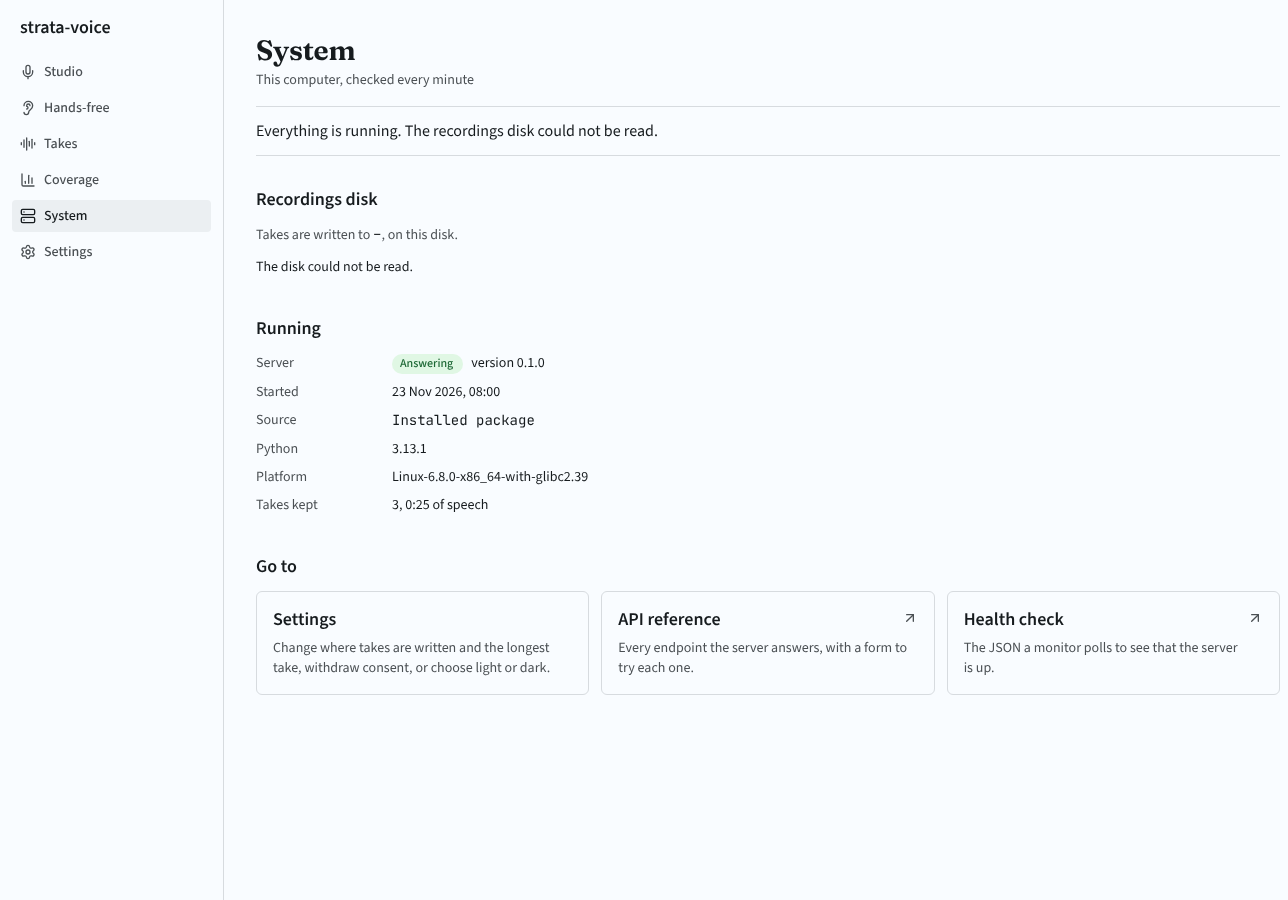 strata-voice
Studio
Hands-free
Takes
Coverage
System
Settings
System
This computer, checked every minute
Everything is running. The recordings disk could not be read.
Recordings disk
Takes are written to –, on this disk.
The disk could not be read.
Running
Server Answering version 0.1.0
Started 23 Nov 2026, 08:00
Source Installed package
Python 3.13.1
Platform Linux-6.8.0-x86_64-with-glibc2.39
Takes kept 3, 0:25 of speech
Go to
Settings
Change where takes are written and the longest
take, withdraw consent, or choose light or dark.
API reference
Every endpoint the server answers, with a form to
try each one.
Health check
The JSON a monitor polls to see that the server
is up.